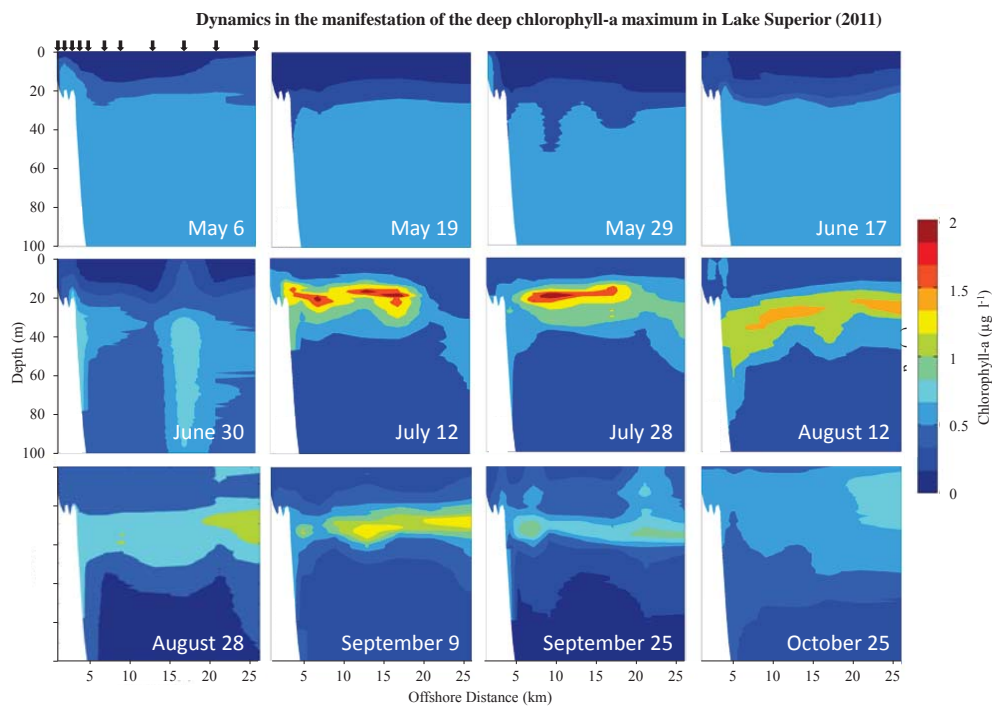 Dynamics in the manifestation of the deep chlorophyll-a maximum in Lake Superior (2011)
0
20
40
60
80
100
May 6
May 19
May 29
June 17
0
20
40
60
80
100
June 30
July 12
July 28
August 12
Depth (m)
2
1.5
1
0.5
0
Chlorophyll-a (µg l⁻¹)
August 28
September 9
September 25
October 25
5 10 15 20 25
5 10 15 20 25
5 10 15 20 25
5 10 15 20 25
Offshore Distance (km)